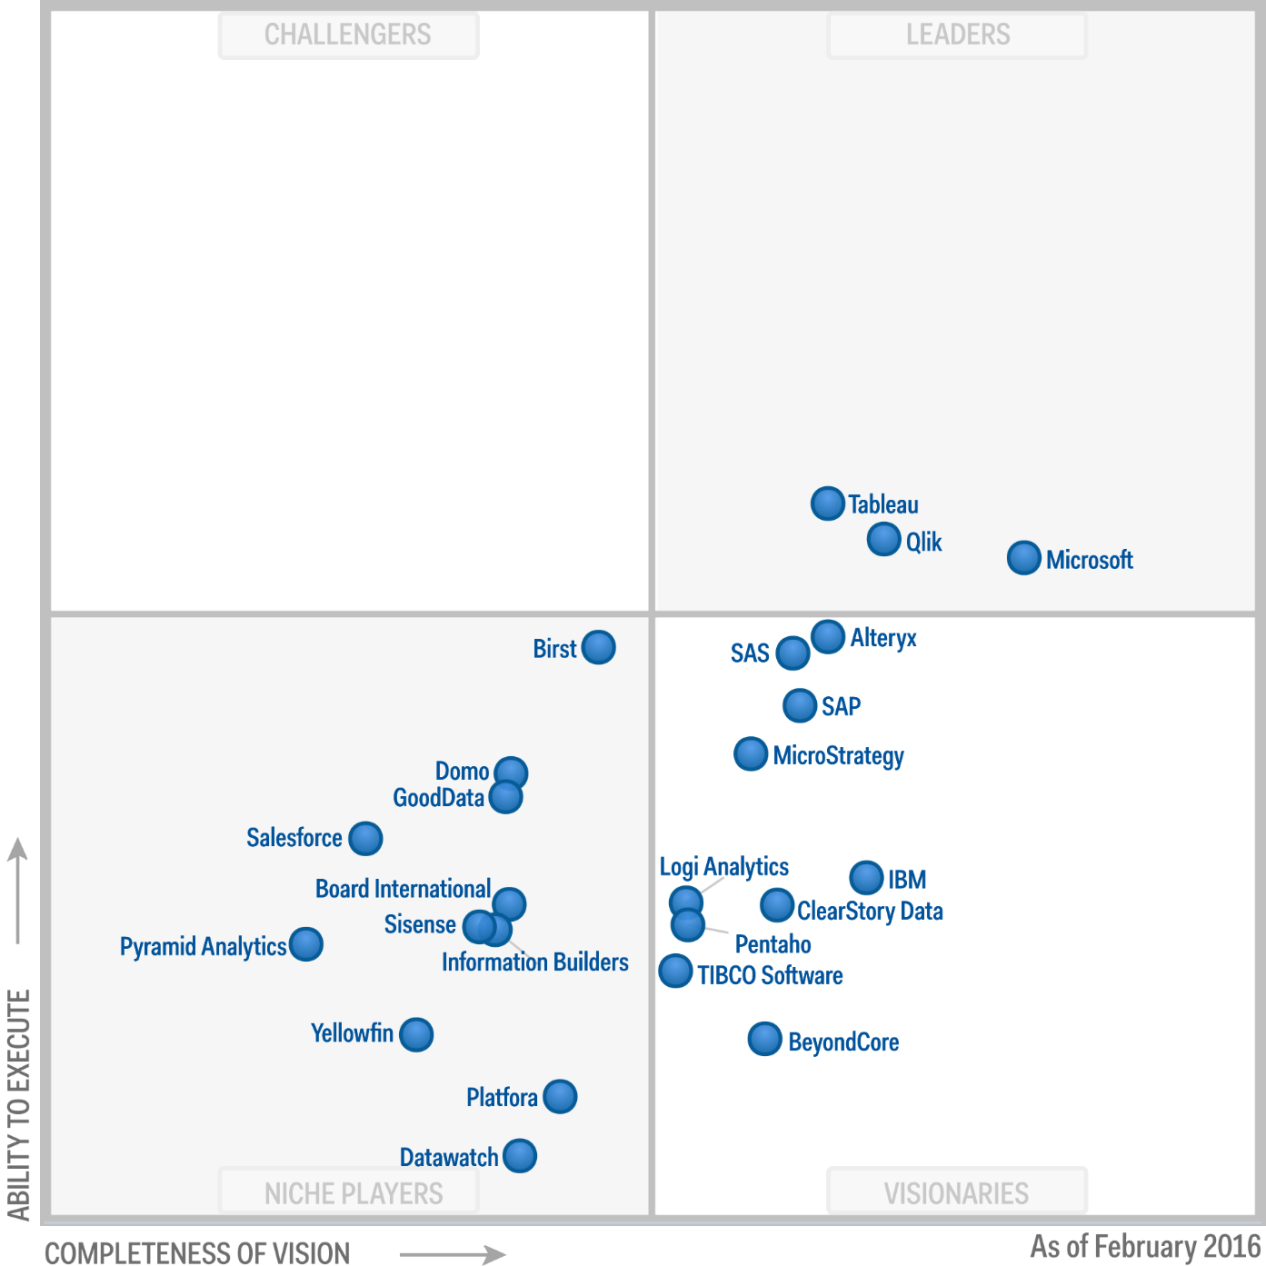 CHALLENGERS
LEADERS
Tableau
Qlik
Microsoft
Birst
SAS
Alteryx
SAP
MicroStrategy
Domo
GoodData
Salesforce
Board International
Sisense
Information Builders
Pyramid Analytics
Yellowfin
Platfora
Datawatch
Logi Analytics
IBM
ClearStory Data
Pentaho
TIBCO Software
BeyondCore
NICHE PLAYERS
VISIONARIES
ABILITY TO EXECUTE
COMPLETENESS OF VISION
As of February 2016